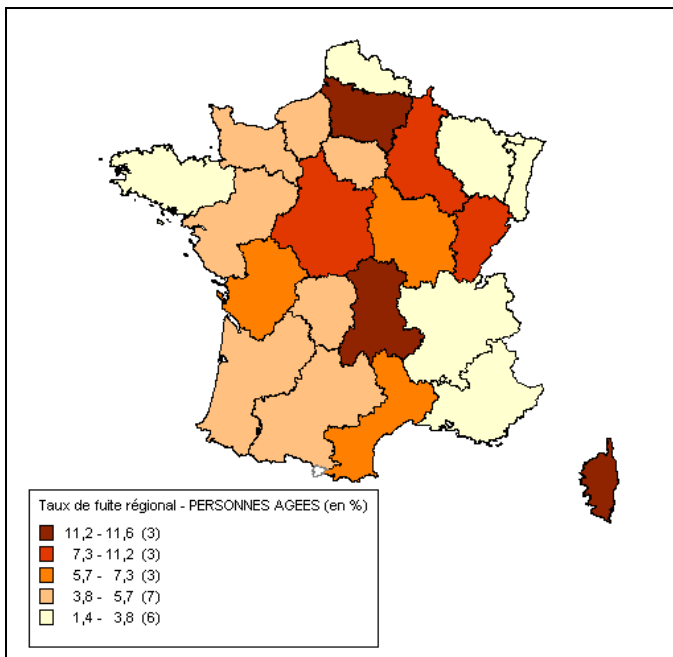 Taux de fuite régional - PERSONNES AGEES (en %)
11,2 - 11,6 (3)
7,3 - 11,2 (3)
5,7 - 7,3 (3)
3,8 - 5,7 (7)
1,4 - 3,8 (6)